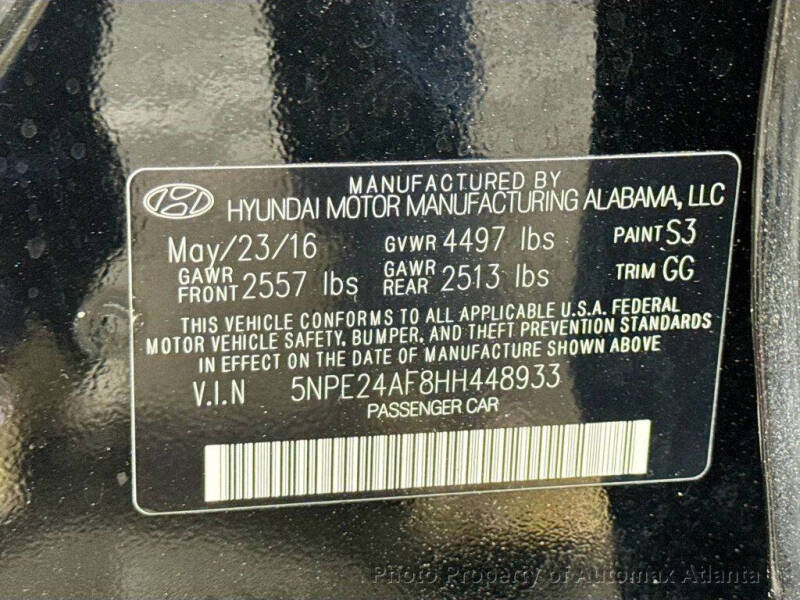 MANUFACTURED BY
HYUNDAI MOTOR MANUFACTURING ALABAMA, LLC
May/23/16 GVWR 4497 lbs PAINT S3
GAWR FRONT 2557 lbs GAWR REAR 2513 lbs TRIM GG
THIS VEHICLE CONFORMS TO ALL APPLICABLE U.S.A. FEDERAL
MOTOR VEHICLE SAFETY, BUMPER, AND THEFT PREVENTION STANDARDS
IN EFFECT ON THE DATE OF MANUFACTURE SHOWN ABOVE
V.I.N 5NPE24AF8HH448933
PASSENGER CAR
Photo Property of Automax Atlanta